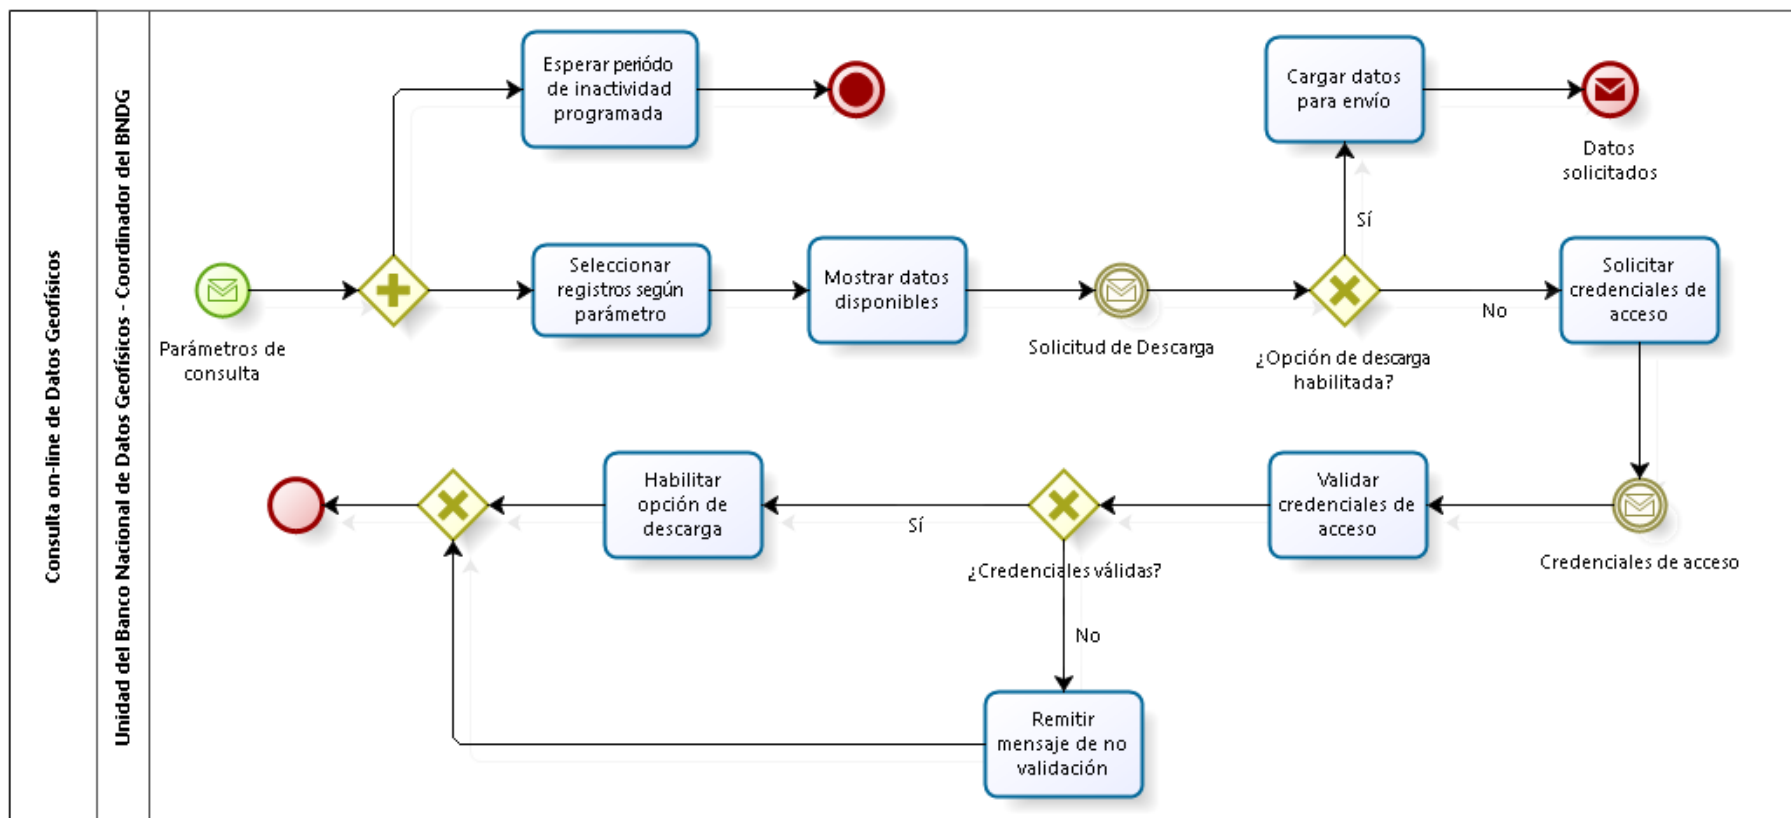 Consulta on-line de Datos Geofísicos
Unidad del Banco Nacional de Datos Geofísicos - Coordinador del BNDG
Esperar periódo
de inactividad
programada
Cargar datos
para envío
Datos
solicitados
Sí
Parámetros de
consulta
Seleccionar
registros según
parámetro
Mostrar datos
disponibles
Solicitud de Descarga
¿Opción de descarga
habilitada?
No
Solicitar
credenciales de
acceso
Habilitar
opción de
descarga
Sí
¿Credenciales válidas?
Validar
credenciales de
acceso
Credenciales de acceso
No
Remitir
mensaje de no
validación